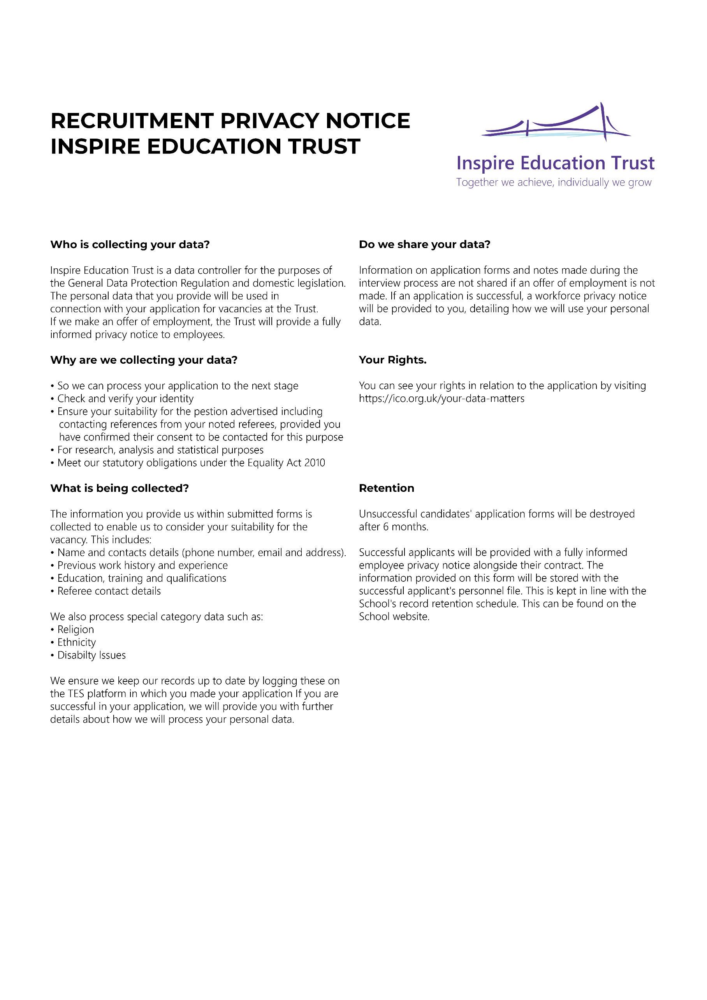 RECRUITMENT PRIVACY NOTICE
INSPIRE EDUCATION TRUST
Inspire Education Trust
Together we achieve, individually we grow
Who is collecting your data?
Inspire Education Trust is a data controller for the purposes of
the General Data Protection Regulation and domestic legislation.
The personal data that you provide will be used in
connection with your application for vacancies at the Trust.
If we make an offer of employment, the Trust will provide a fully
informed privacy notice to employees.
Why are we collecting your data?
• So we can process your application to the next stage
• Check and verify your identity
• Ensure your suitability for the pestion advertised including
contacting references from your noted referees, provided you
have confirmed their consent to be contacted for this purpose
• For research, analysis and statistical purposes
• Meet our statutory obligations under the Equality Act 2010
What is being collected?
The information you provide us within submitted forms is
collected to enable us to consider your suitability for the
vacancy. This includes:
• Name and contacts details (phone number, email and address).
• Previous work history and experience
• Education, training and qualifications
• Referee contact details
We also process special category data such as:
• Religion
• Ethnicity
• Disabilty Issues
We ensure we keep our records up to date by logging these on
the TES platform in which you made your application If you are
successful in your application, we will provide you with further
details about how we will process your personal data.
Do we share your data?
Information on application forms and notes made during the
interview process are not shared if an offer of employment is not
made. If an application is successful, a workforce privacy notice
will be provided to you, detailing how we will use your personal
data.
Your Rights.
You can see your rights in relation to the application by visiting
https://ico.org.uk/your-data-matters
Retention
Unsuccessful candidates' application forms will be destroyed
after 6 months.
Successful applicants will be provided with a fully informed
employee privacy notice alongside their contract. The
information provided on this form will be stored with the
successful applicant's personnel file. This is kept in line with the
School's record retention schedule. This can be found on the
School website.